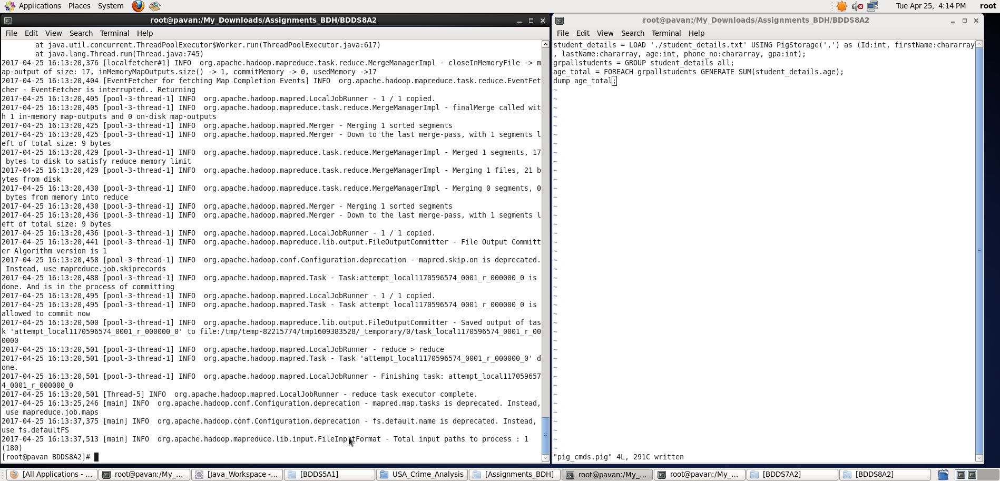 Applications Places System Tue Apr 25, 4:14 PM root
root@pavan:/My_Downloads/Assignments_BDH/BDDS8A2
File Edit View Search Terminal Help
        at java.util.concurrent.ThreadPoolExecutor$Worker.run(ThreadPoolExecutor.java:617)
        at java.lang.Thread.run(Thread.java:745)
2017-04-25 16:13:20,376 [localfetcher#1] INFO  org.apache.hadoop.mapreduce.task.reduce.MergeManagerImpl - closeInMemoryFile -> m
ap-output of size: 17, inMemoryMapOutputs.size() -> 1, commitMemory -> 0, usedMemory ->17
2017-04-25 16:13:20,404 [EventFetcher for fetching Map Completion Events] INFO  org.apache.hadoop.mapreduce.task.reduce.EventFet
cher - EventFetcher is interrupted.. Returning
2017-04-25 16:13:20,405 [pool-3-thread-1] INFO  org.apache.hadoop.mapred.LocalJobRunner - 1 / 1 copied.
2017-04-25 16:13:20,405 [pool-3-thread-1] INFO  org.apache.hadoop.mapreduce.task.reduce.MergeManagerImpl - finalMerge called wit
h 1 in-memory map-outputs and 0 on-disk map-outputs
2017-04-25 16:13:20,425 [pool-3-thread-1] INFO  org.apache.hadoop.mapred.Merger - Merging 1 sorted segments
2017-04-25 16:13:20,425 [pool-3-thread-1] INFO  org.apache.hadoop.mapred.Merger - Down to the last merge-pass, with 1 segments l
eft of total size: 9 bytes
2017-04-25 16:13:20,429 [pool-3-thread-1] INFO  org.apache.hadoop.mapreduce.task.reduce.MergeManagerImpl - Merged 1 segments, 17
 bytes to disk to satisfy reduce memory limit
2017-04-25 16:13:20,429 [pool-3-thread-1] INFO  org.apache.hadoop.mapreduce.task.reduce.MergeManagerImpl - Merging 1 files, 21 b
ytes from disk
2017-04-25 16:13:20,430 [pool-3-thread-1] INFO  org.apache.hadoop.mapreduce.task.reduce.MergeManagerImpl - Merging 0 segments, 0
 bytes from memory into reduce
2017-04-25 16:13:20,430 [pool-3-thread-1] INFO  org.apache.hadoop.mapred.Merger - Merging 1 sorted segments
2017-04-25 16:13:20,436 [pool-3-thread-1] INFO  org.apache.hadoop.mapred.Merger - Down to the last merge-pass, with 1 segments l
eft of total size: 9 bytes
2017-04-25 16:13:20,436 [pool-3-thread-1] INFO  org.apache.hadoop.mapred.LocalJobRunner - 1 / 1 copied.
2017-04-25 16:13:20,441 [pool-3-thread-1] INFO  org.apache.hadoop.mapreduce.lib.output.FileOutputCommitter - File Output Committ
er Algorithm version is 1
2017-04-25 16:13:20,458 [pool-3-thread-1] INFO  org.apache.hadoop.conf.Configuration.deprecation - mapred.skip.on is deprecated.
 Instead, use mapreduce.job.skiprecords
2017-04-25 16:13:20,488 [pool-3-thread-1] INFO  org.apache.hadoop.mapred.Task - Task:attempt_local1170596574_0001_r_000000_0 is
done. And is in the process of committing
2017-04-25 16:13:20,495 [pool-3-thread-1] INFO  org.apache.hadoop.mapred.LocalJobRunner - 1 / 1 copied.
2017-04-25 16:13:20,495 [pool-3-thread-1] INFO  org.apache.hadoop.mapred.Task - Task attempt_local1170596574_0001_r_000000_0 is
allowed to commit now
2017-04-25 16:13:20,500 [pool-3-thread-1] INFO  org.apache.hadoop.mapreduce.lib.output.FileOutputCommitter - Saved output of tas
k 'attempt_local1170596574_0001_r_000000_0' to file:/tmp/temp-82215774/tmp1609383528/_temporary/0/task_local1170596574_0001_r_00
0000
2017-04-25 16:13:20,501 [pool-3-thread-1] INFO  org.apache.hadoop.mapred.LocalJobRunner - reduce > reduce
2017-04-25 16:13:20,501 [pool-3-thread-1] INFO  org.apache.hadoop.mapred.Task - Task 'attempt_local1170596574_0001_r_000000_0' d
one.
2017-04-25 16:13:20,501 [pool-3-thread-1] INFO  org.apache.hadoop.mapred.LocalJobRunner - Finishing task: attempt_local117059657
4_0001_r_000000_0
2017-04-25 16:13:20,501 [Thread-5] INFO  org.apache.hadoop.mapred.LocalJobRunner - reduce task executor complete.
2017-04-25 16:13:25,246 [main] INFO  org.apache.hadoop.conf.Configuration.deprecation - mapred.map.tasks is deprecated. Instead,
 use mapreduce.job.maps
2017-04-25 16:13:37,375 [main] INFO  org.apache.hadoop.conf.Configuration.deprecation - fs.default.name is deprecated. Instead,
use fs.defaultFS
2017-04-25 16:13:37,513 [main] INFO  org.apache.hadoop.mapreduce.lib.input.FileInputFormat - Total input paths to process : 1
(180)
[root@pavan BDDS8A2]#
root@pavan:/My_Downloads/Assignments_BDH/BDDS8A2
File Edit View Search Terminal Help
student_details = LOAD './student_details.txt' USING PigStorage(',') as (Id:int, firstName:chararray
, lastName:chararray, age:int, phone_no:chararray, gpa:int);
grpallstudents = GROUP student_details all;
age_total = FOREACH grpallstudents GENERATE SUM(student_details.age);
dump age_total;
"pig_cmds.pig" 4L, 291C written
[All Applications - ... root@pavan:/My_... [Java_Workspace -... [BDDS5A1] USA_Crime_Analysis [Assignments_BDH] root@pavan:/My_... root@pavan:/My_... [BDDS7A2] [BDDS8A2]